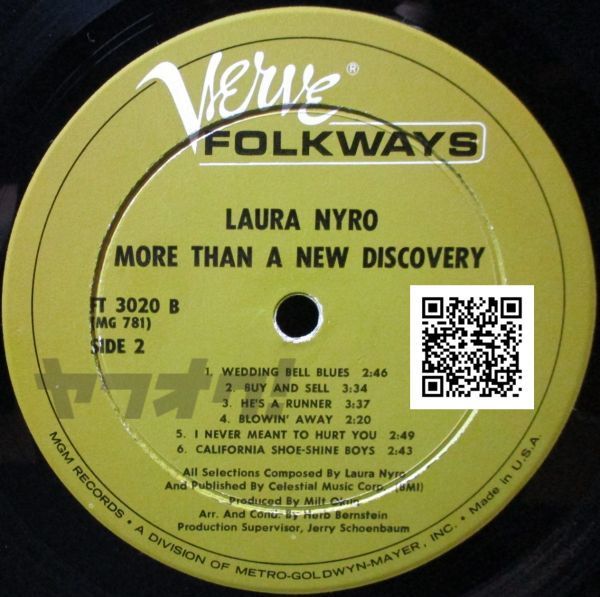 Verve®
FOLKWAYS
LAURA NYRO
MORE THAN A NEW DISCOVERY
FT 3020 B
(MG 781)
SIDE 2
ヤフオク!
1. WEDDING BELL BLUES 2:46
2. BUY AND SELL 3:34
3. HE'S A RUNNER 3:37
4. BLOWIN' AWAY 2:20
5. I NEVER MEANT TO HURT YOU 2:49
6. CALIFORNIA SHOE-SHINE BOYS 2:43
All Selections Composed By Laura Nyro
And Published By Celestial Music Corp. (BMI)
Produced By Milt Okun
Arr. And Cond. By Herb Bernstein
Production Supervisor, Jerry Schoenbaum
MGM RECORDS • A DIVISION OF METRO-GOLDWYN-MAYER, INC. • Made in U.S.A.